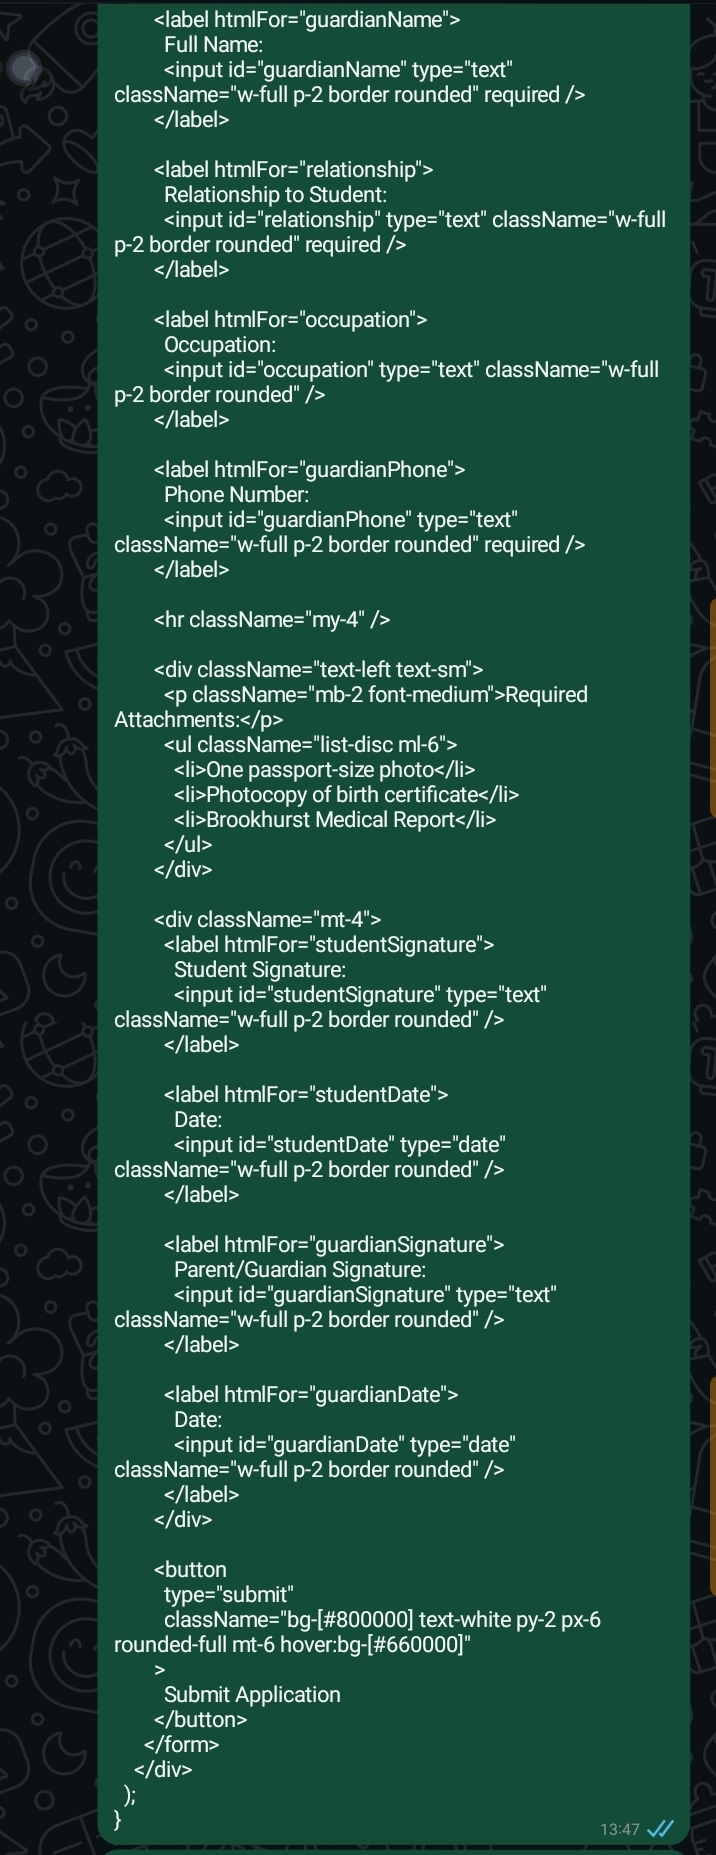 <label htmlFor="guardianName">
Full Name:
<input id="guardianName" type="text"
className="w-full p-2 border rounded" required />
</label>
<label htmlFor="relationship">
Relationship to Student:
<input id="relationship" type="text" className="w-full
p-2 border rounded" required />
</label>
<label htmlFor="occupation">
Occupation:
<input id="occupation" type="text" className="w-full
p-2 border rounded" />
</label>
<label htmlFor="guardianPhone">
Phone Number:
<input id="guardianPhone" type="text"
className="w-full p-2 border rounded" required />
</label>
<hr className="my-4" />
<div className="text-left text-sm">
<p className="mb-2 font-medium">Required
Attachments:</p>
<ul className="list-disc ml-6">
<li>One passport-size photo</li>
<li>Photocopy of birth certificate</li>
<li>Brookhurst Medical Report</li>
</ul>
</div>
<div className="mt-4">
<label htmlFor="studentSignature">
Student Signature:
<input id="studentSignature" type="text"
className="w-full p-2 border rounded" />
</label>
<label htmlFor="studentDate">
Date:
<input id="studentDate" type="date"
className="w-full p-2 border rounded" />
</label>
<label htmlFor="guardianSignature">
Parent/Guardian Signature:
<input id="guardianSignature" type="text"
className="w-full p-2 border rounded" />
</label>
<label htmlFor="guardianDate">
Date:
<input id="guardianDate" type="date"
className="w-full p-2 border rounded" />
</label>
</div>
<button
type="submit"
className="bg-[#800000] text-white py-2 px-6
rounded-full mt-6 hover:bg-[#660000]"
>
Submit Application
</button>
</form>
</div>
);
}
13:47